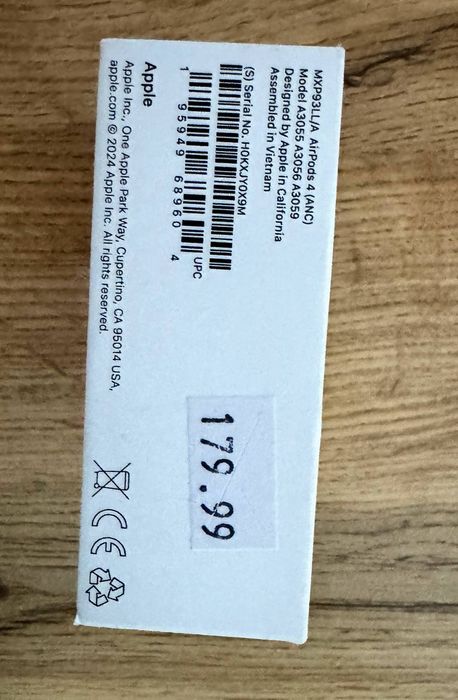 MXP93LL/A AirPods 4 (ANC)
Model A3055 A3056 A3059
Designed by Apple in California
Assembled in Vietnam
(S) Serial No. H0KXJY0X9M
UPC
1 95949 68960 4
Apple
Apple Inc., One Apple Park Way, Cupertino, CA 95014 USA,
apple.com © 2024 Apple Inc. All rights reserved.
179.99
CE